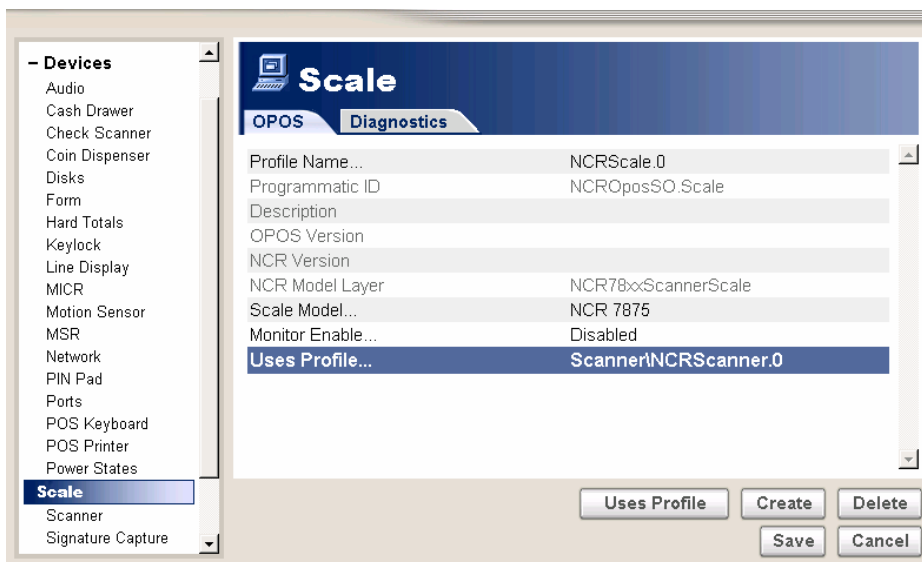 – Devices
Audio
Cash Drawer
Check Scanner
Coin Dispenser
Disks
Form
Hard Totals
Keylock
Line Display
MICR
Motion Sensor
MSR
Network
PIN Pad
Ports
POS Keyboard
POS Printer
Power States
Scale
Scanner
Signature Capture
Scale
OPOS Diagnostics
Profile Name... NCRScale.0
Programmatic ID NCROposSO.Scale
Description
OPOS Version
NCR Version
NCR Model Layer NCR78xxScannerScale
Scale Model... NCR 7875
Monitor Enable... Disabled
Uses Profile... Scanner\NCRScanner.0
Uses Profile Create Delete
Save Cancel